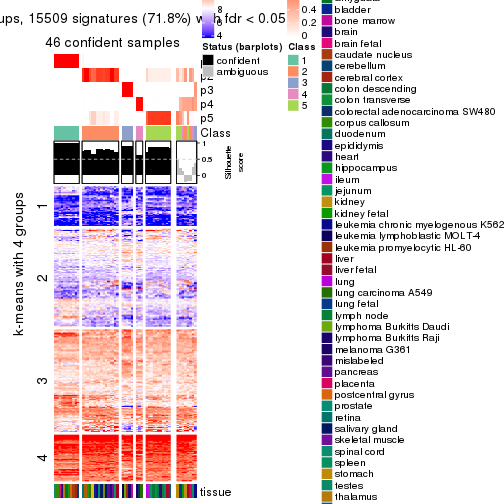 ups, 15509 signatures (71.8%) with fdr < 0.05
46 confident samples
p3
p4
p5
Class
1
0.5
0
Silhouette
score
k-means with 4 groups
1
2
3
4
tissue
8
6
4
Status (barplots)
confident
ambiguous
0.4
0.2
0
Class
1
2
3
4
5
bladder
bone marrow
brain
brain fetal
caudate nucleus
cerebellum
cerebral cortex
colon descending
colon transverse
colorectal adenocarcinoma SW480
corpus callosum
duodenum
epididymis
heart
hippocampus
ileum
jejunum
kidney
kidney fetal
leukemia chronic myelogenous K562
leukemia lymphoblastic MOLT-4
leukemia promyelocytic HL-60
liver
liver fetal
lung
lung carcinoma A549
lung fetal
lymph node
lymphoma Burkitts Daudi
lymphoma Burkitts Raji
melanoma G361
mislabeled
pancreas
placenta
postcentral gyrus
prostate
retina
salivary gland
skeletal muscle
spinal cord
spleen
stomach
testes
thalamus